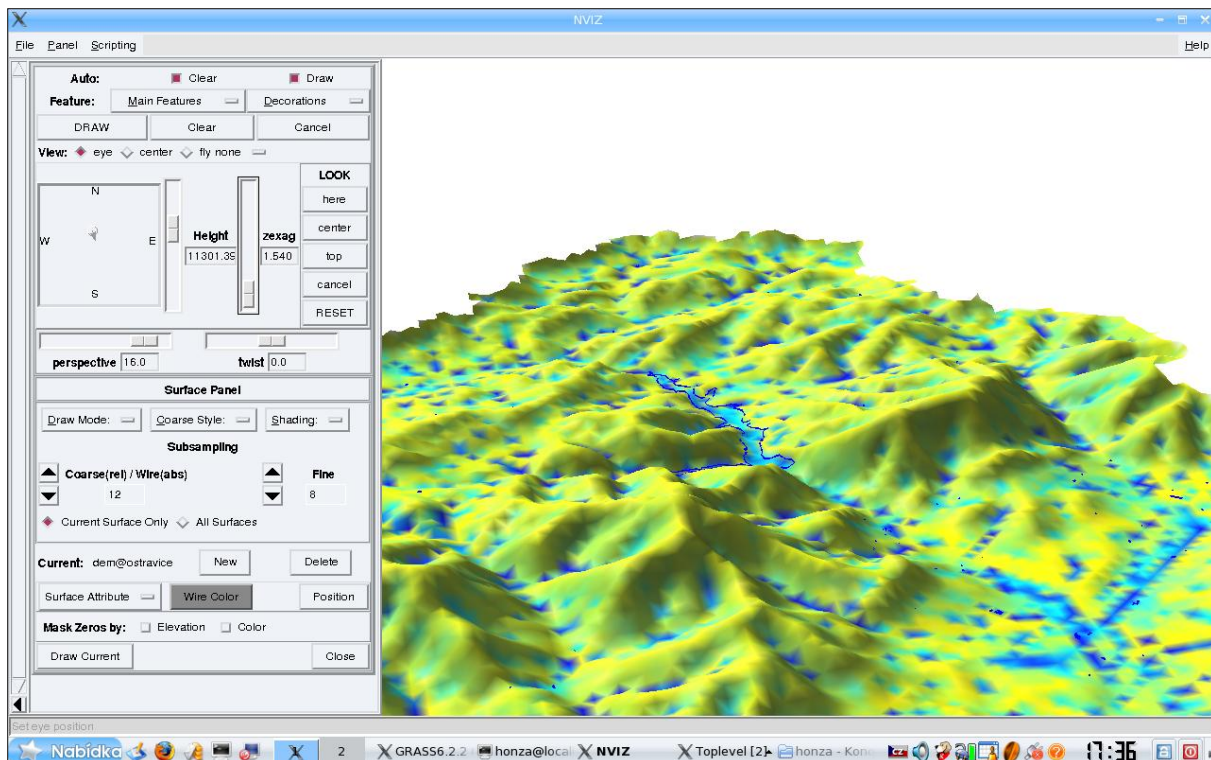 NVIZ
File Panel Scripting Help
Auto: Clear Draw
Feature: Main Features Decorations
DRAW Clear Cancel
View: eye center fly none
LOOK
N
here
W E
Height zexag
center
11301.39 1.540
top
S
cancel
RESET
perspective 16.0 twist 0.0
Surface Panel
Draw Mode: Coarse Style: Shading:
Subsampling
Coarse(rel) / Wire(abs) Fine
12 8
Current Surface Only All Surfaces
Current: dem@ostravice New Delete
Surface Attribute Wire Color Position
Mask Zeros by: Elevation Color
Draw Current Close
Set eye position
Nabídka 2 GRASS6.2.2 honza@local NVIZ Toplevel [2] honza - Kon 17:36